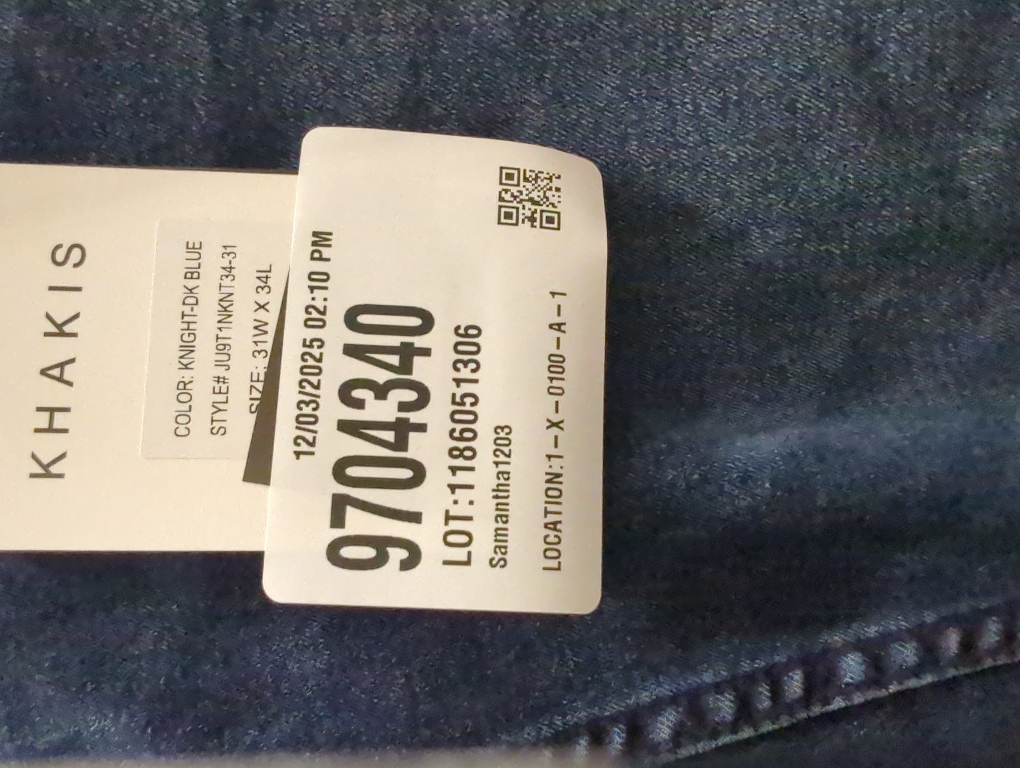 KHAKIS
COLOR: KNIGHT-DK BLUE
STYLE# JU9T1NKNT34-31
SIZE: 31W X 34L
12/03/2025 02:10 PM
9704340
LOT:1186051306
Samantha1203
LOCATION:1-X-0100-A-1